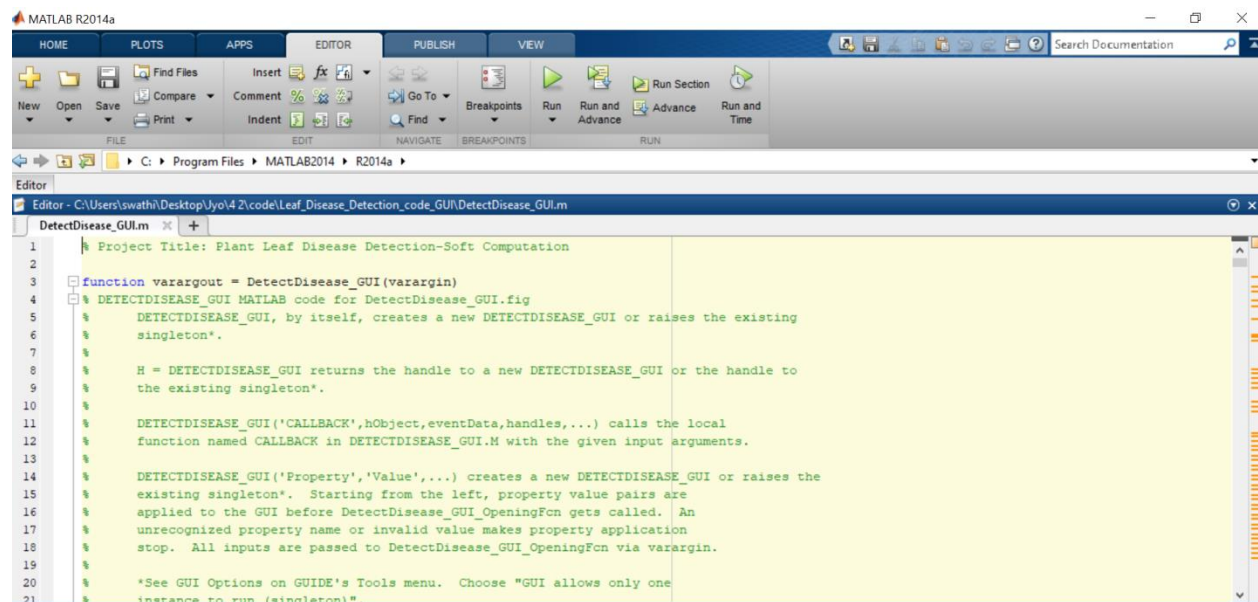 MATLAB R2014a
HOME PLOTS APPS EDITOR PUBLISH VIEW
Search Documentation
Find Files Insert fx
New Open Save Compare Comment Go To Breakpoints Run Run and Advance Run Section Advance Run and Time
Print Indent Find
FILE EDIT NAVIGATE BREAKPOINTS RUN
C: Program Files MATLAB2014 R2014a
Editor
Editor - C:\Users\swathi\Desktop\Jyo\4 2\code\Leaf_Disease_Detection_code_GUI\DetectDisease_GUI.m
DetectDisease_GUI.m
1 % Project Title: Plant Leaf Disease Detection-Soft Computation
2
3 function varargout = DetectDisease_GUI(varargin)
4 % DETECTDISEASE_GUI MATLAB code for DetectDisease_GUI.fig
5 % DETECTDISEASE_GUI, by itself, creates a new DETECTDISEASE_GUI or raises the existing
6 % singleton*.
7 %
8 % H = DETECTDISEASE_GUI returns the handle to a new DETECTDISEASE_GUI or the handle to
9 % the existing singleton*.
10 %
11 % DETECTDISEASE_GUI('CALLBACK',hObject,eventData,handles,...) calls the local
12 % function named CALLBACK in DETECTDISEASE_GUI.M with the given input arguments.
13 %
14 % DETECTDISEASE_GUI('Property','Value',...) creates a new DETECTDISEASE_GUI or raises the
15 % existing singleton*. Starting from the left, property value pairs are
16 % applied to the GUI before DetectDisease_GUI_OpeningFcn gets called. An
17 % unrecognized property name or invalid value makes property application
18 % stop. All inputs are passed to DetectDisease_GUI_OpeningFcn via varargin.
19 %
20 % *See GUI Options on GUIDE's Tools menu. Choose "GUI allows only one
21 % instance to run (singleton)"